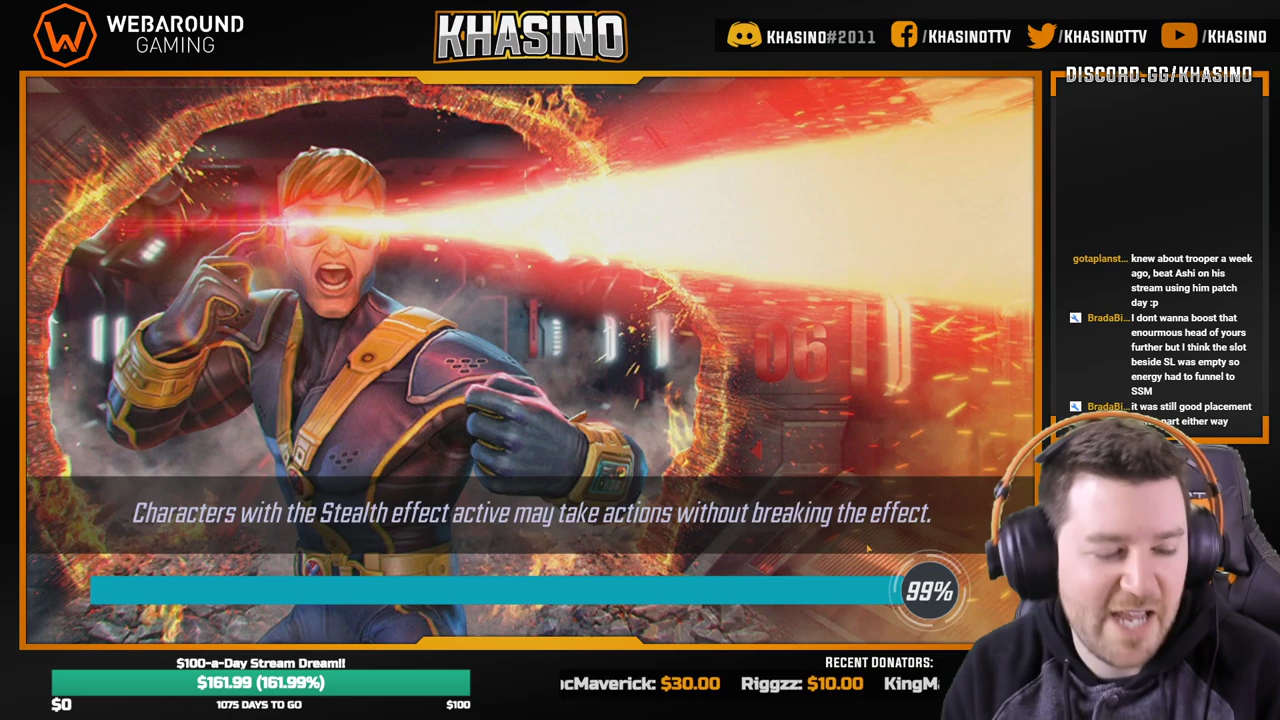 WEBAROUND
GAMING
KHASINO
KHASINO#2011
/KHASINOTTV
/KHASINOTTV
/KHASINO
DISCORD.GG/KHASINO
gotaplanst... knew about trooper a week
ago, beat Ashi on his
stream using him patch
day :p
BradaBi... I dont wanna boost that
enourmous head of yours
further but I think the slot
beside SL was empty so
energy had to funnel to
SSM
BradaBi... it was still good placement
part either way
06
Characters with the Stealth effect active may take actions without breaking the effect.
99%
$100-a-Day Stream Dream!!
$161.99 (161.99%)
$0
1075 DAYS TO GO
$100
RECENT DONATORS:
cMaverick: $30.00 Riggzz: $10.00 KingM